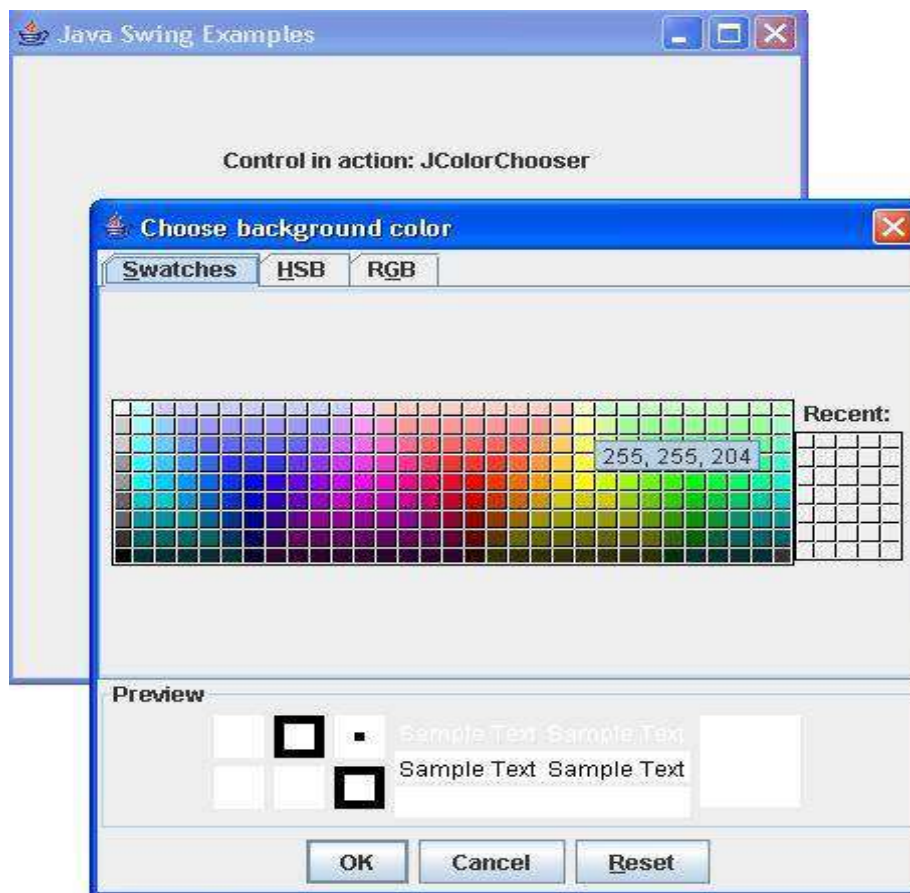 Java Swing Examples
Control in action: JColorChooser
Choose background color
Swatches HSB RGB
Recent:
255, 255, 204
Preview
Sample Text Sample Text
Sample Text Sample Text
OK Cancel Reset